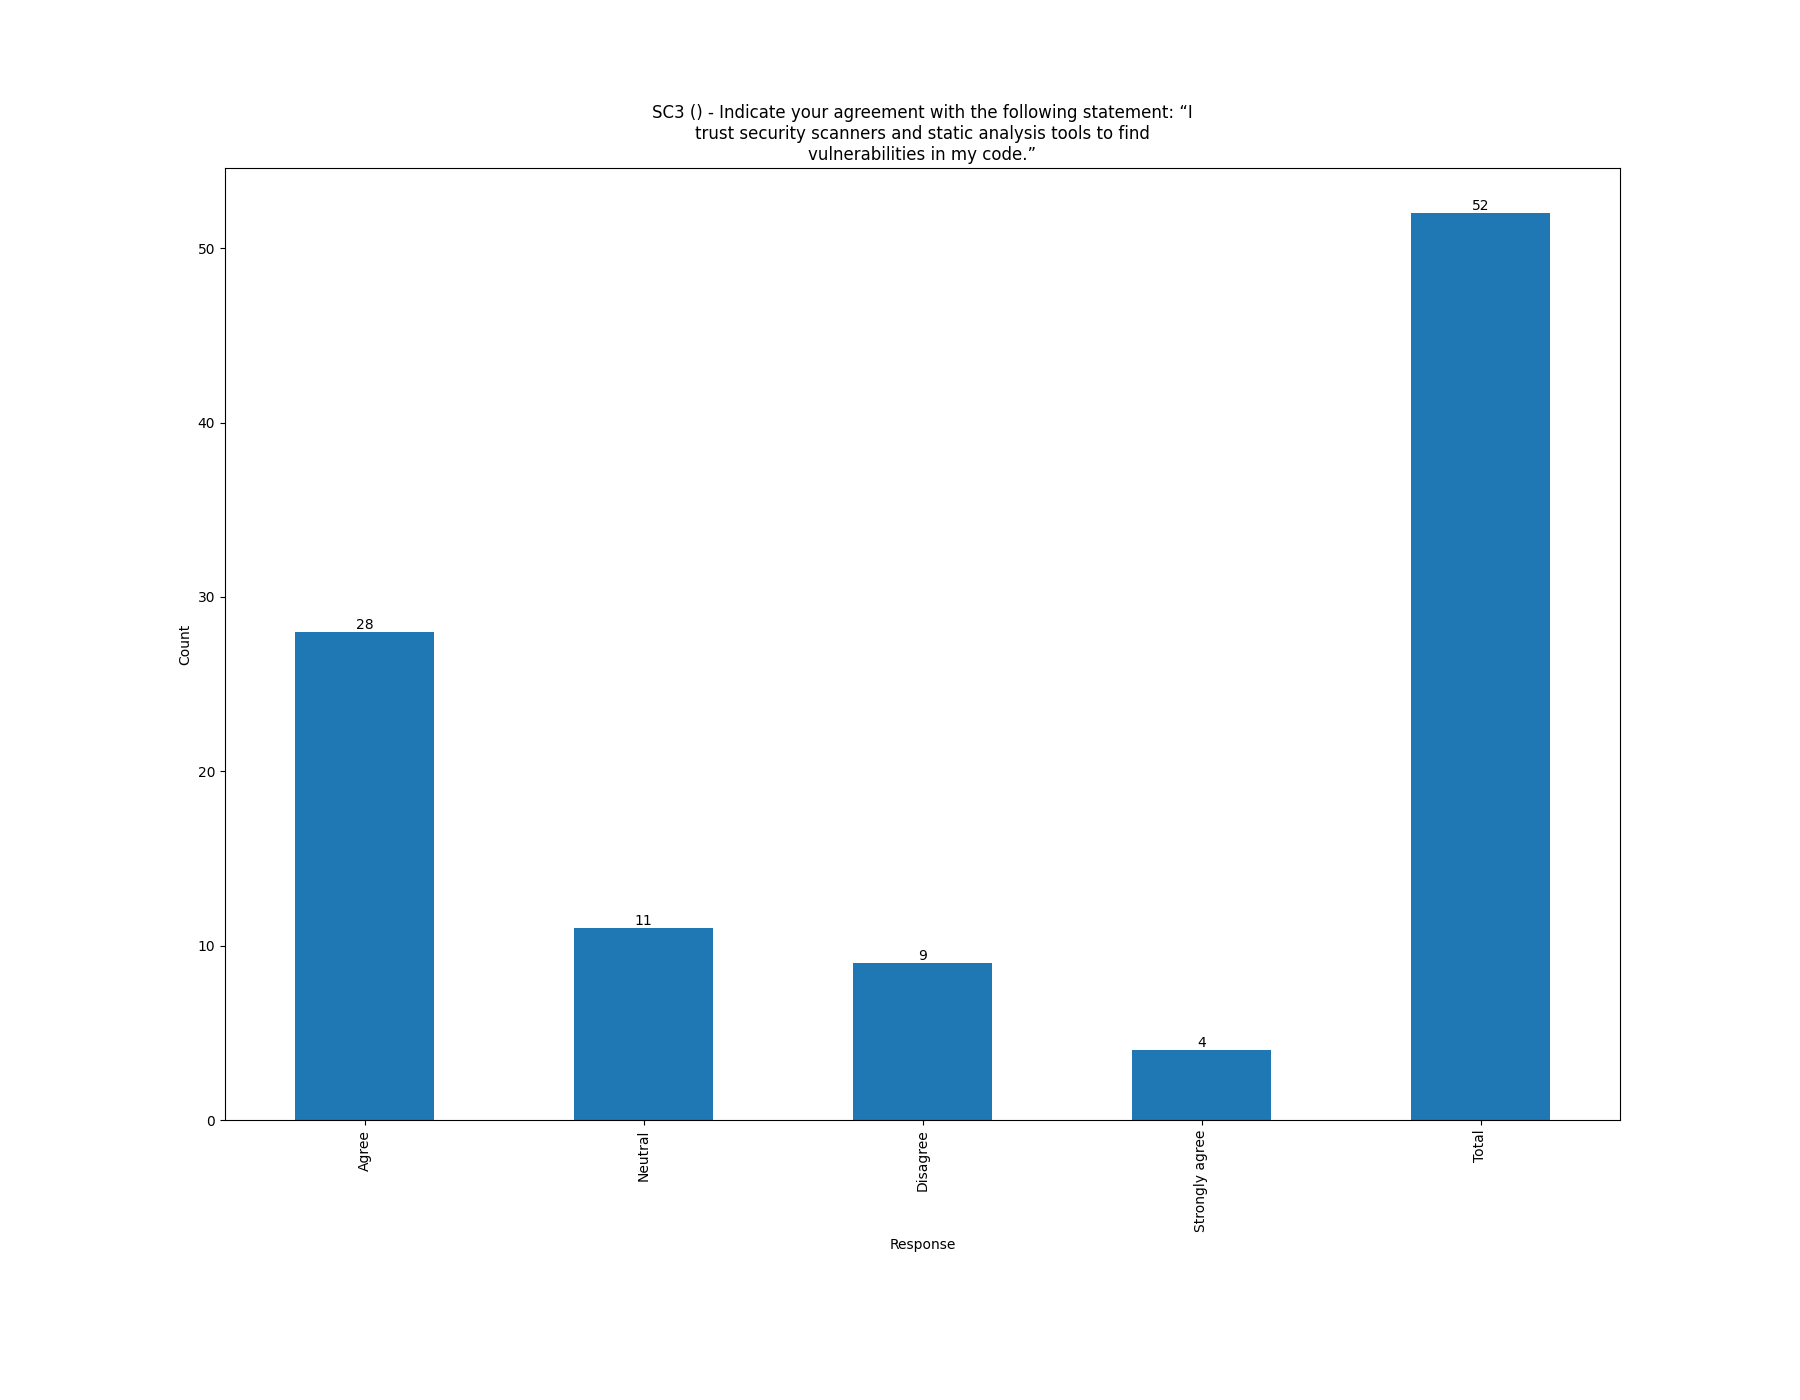 SC3 () - Indicate your agreement with the following statement: “I
trust security scanners and static analysis tools to find
vulnerabilities in my code.”
52
50
40
30
28
Count
20
11
10
9
4
0
Agree
Neutral
Disagree
Strongly agree
Total
Response